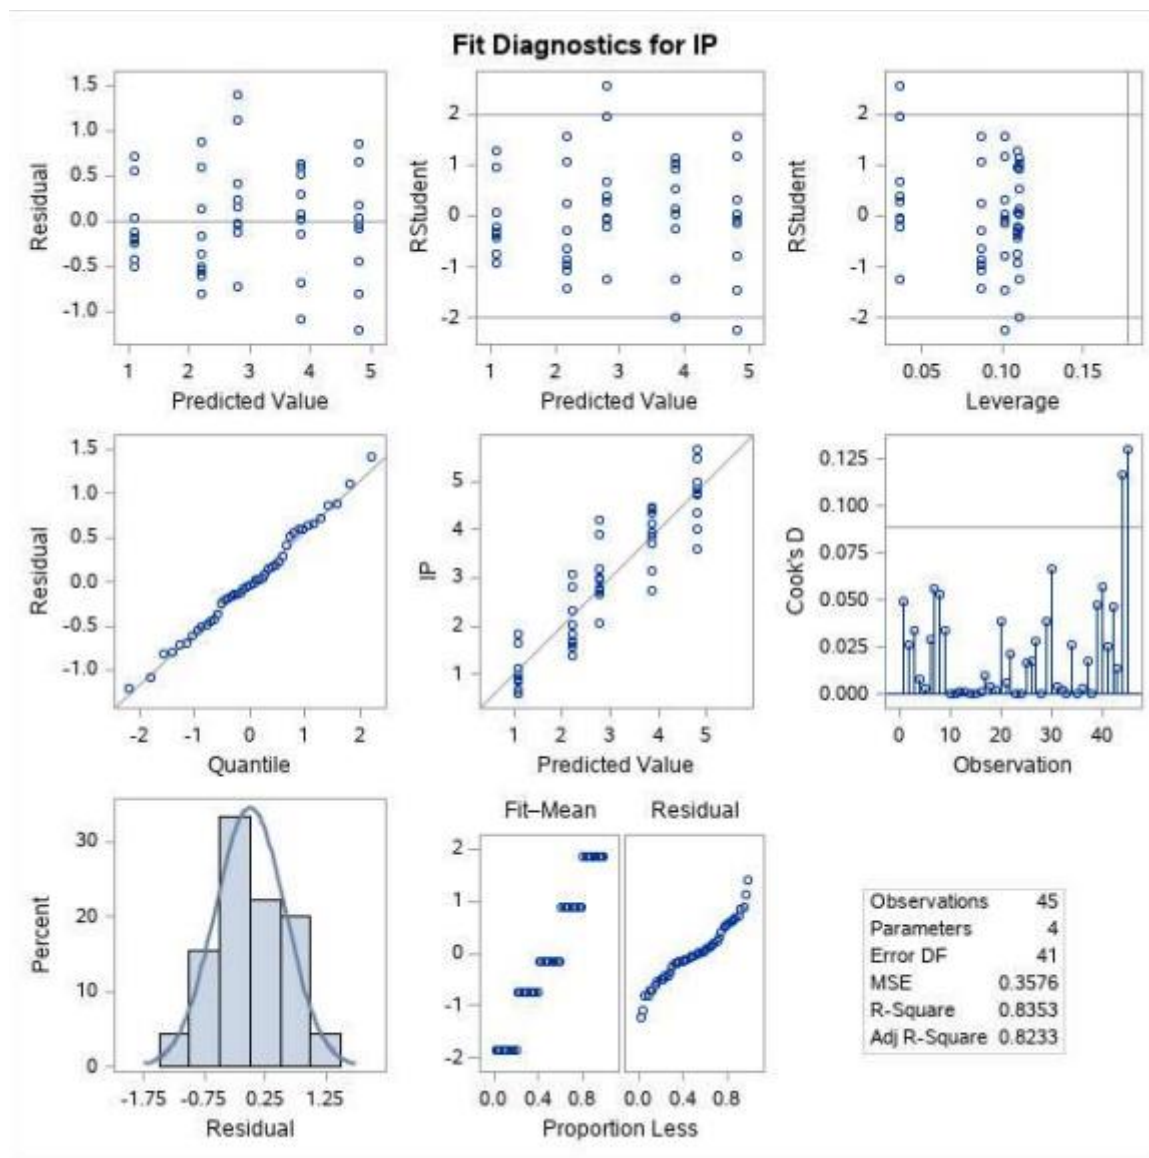 Fit Diagnostics for IP
1.5
1.0
0.5
0.0
-0.5
-1.0
Residual
1 2 3 4 5
Predicted Value
2
1
0
-1
-2
RStudent
1 2 3 4 5
Predicted Value
2
1
0
-1
-2
RStudent
0.05 0.10 0.15
Leverage
1.5
1.0
0.5
0.0
-0.5
-1.0
Residual
-2 -1 0 1 2
Quantile
5
4
3
2
1
IP
1 2 3 4 5
Predicted Value
0.125
0.100
0.075
0.050
0.025
0.000
Cook's D
0 10 20 30 40
Observation
30
20
10
0
Percent
-1.75 -0.75 0.25 1.25
Residual
Fit–Mean Residual
2
1
0
-1
-2
0.0 0.4 0.8 0.0 0.4 0.8
Proportion Less
Observations 45
Parameters 4
Error DF 41
MSE 0.3576
R-Square 0.8353
Adj R-Square 0.8233